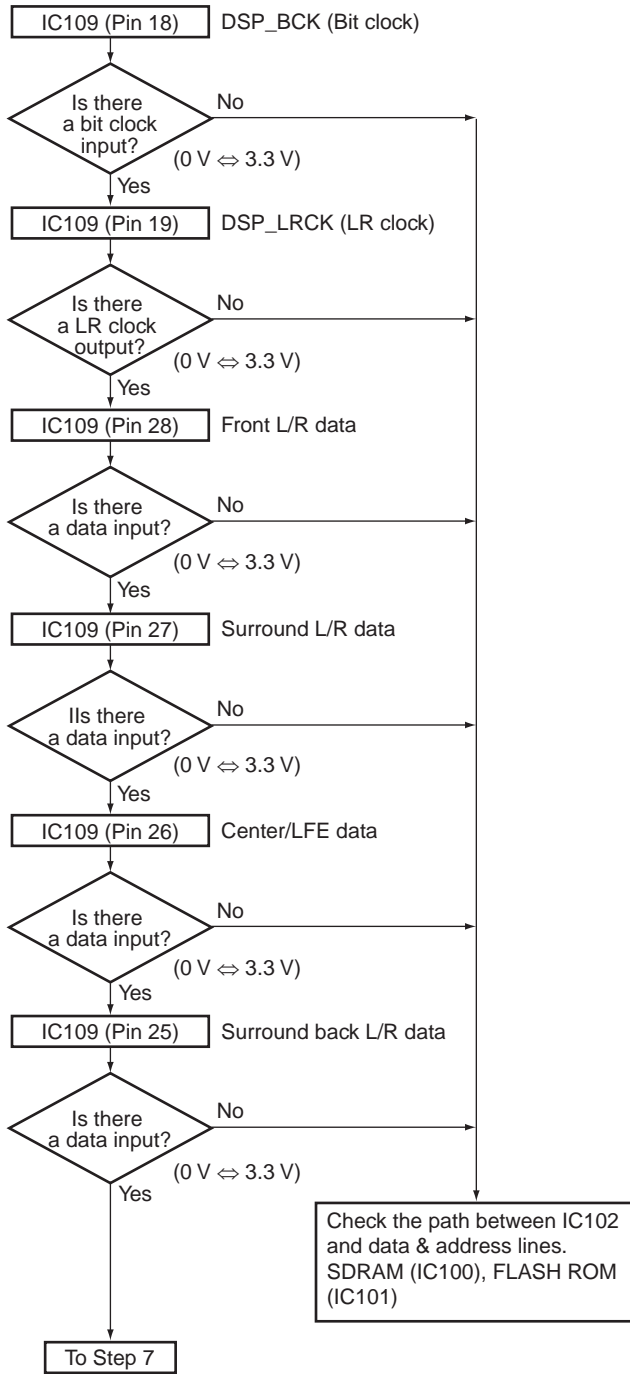 IC109 (Pin 18) DSP_BCK (Bit clock)
Is there
a bit clock
input?
No
(0 V ⇔ 3.3 V)
Yes
IC109 (Pin 19) DSP_LRCK (LR clock)
Is there
a LR clock
output?
No
(0 V ⇔ 3.3 V)
Yes
IC109 (Pin 28) Front L/R data
Is there
a data input?
No
(0 V ⇔ 3.3 V)
Yes
IC109 (Pin 27) Surround L/R data
IIs there
a data input?
No
(0 V ⇔ 3.3 V)
Yes
IC109 (Pin 26) Center/LFE data
Is there
a data input?
No
(0 V ⇔ 3.3 V)
Yes
IC109 (Pin 25) Surround back L/R data
Is there
a data input?
No
(0 V ⇔ 3.3 V)
Yes
Check the path between IC102
and data & address lines.
SDRAM (IC100), FLASH ROM
(IC101)
To Step 7